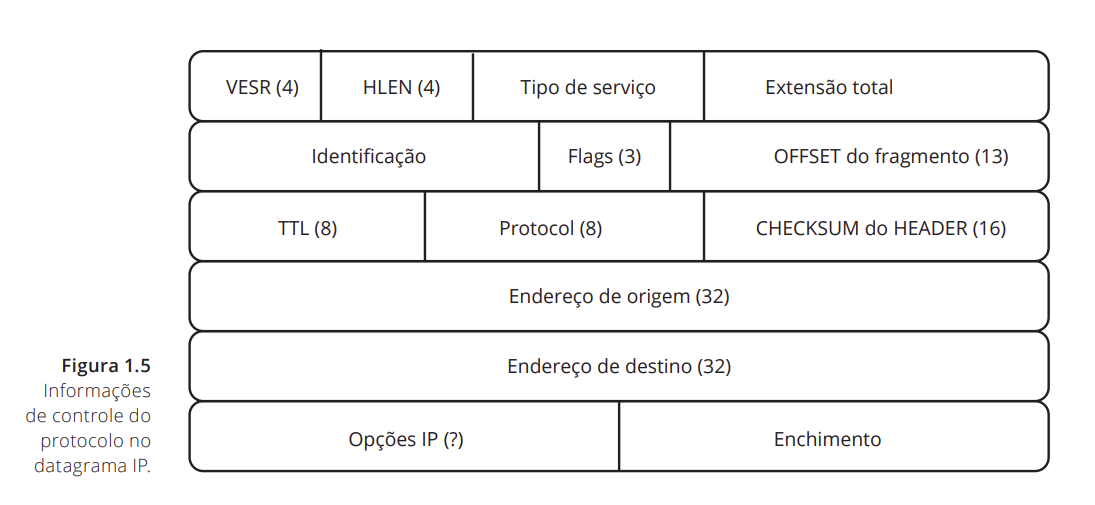 VESR (4) HLEN (4) Tipo de serviço Extensão total
Identificação Flags (3) OFFSET do fragmento (13)
TTL (8) Protocol (8) CHECKSUM do HEADER (16)
Endereço de origem (32)
Endereço de destino (32)
Opções IP (?) Enchimento
Figura 1.5
Informações
de controle do
protocolo no
datagrama IP.